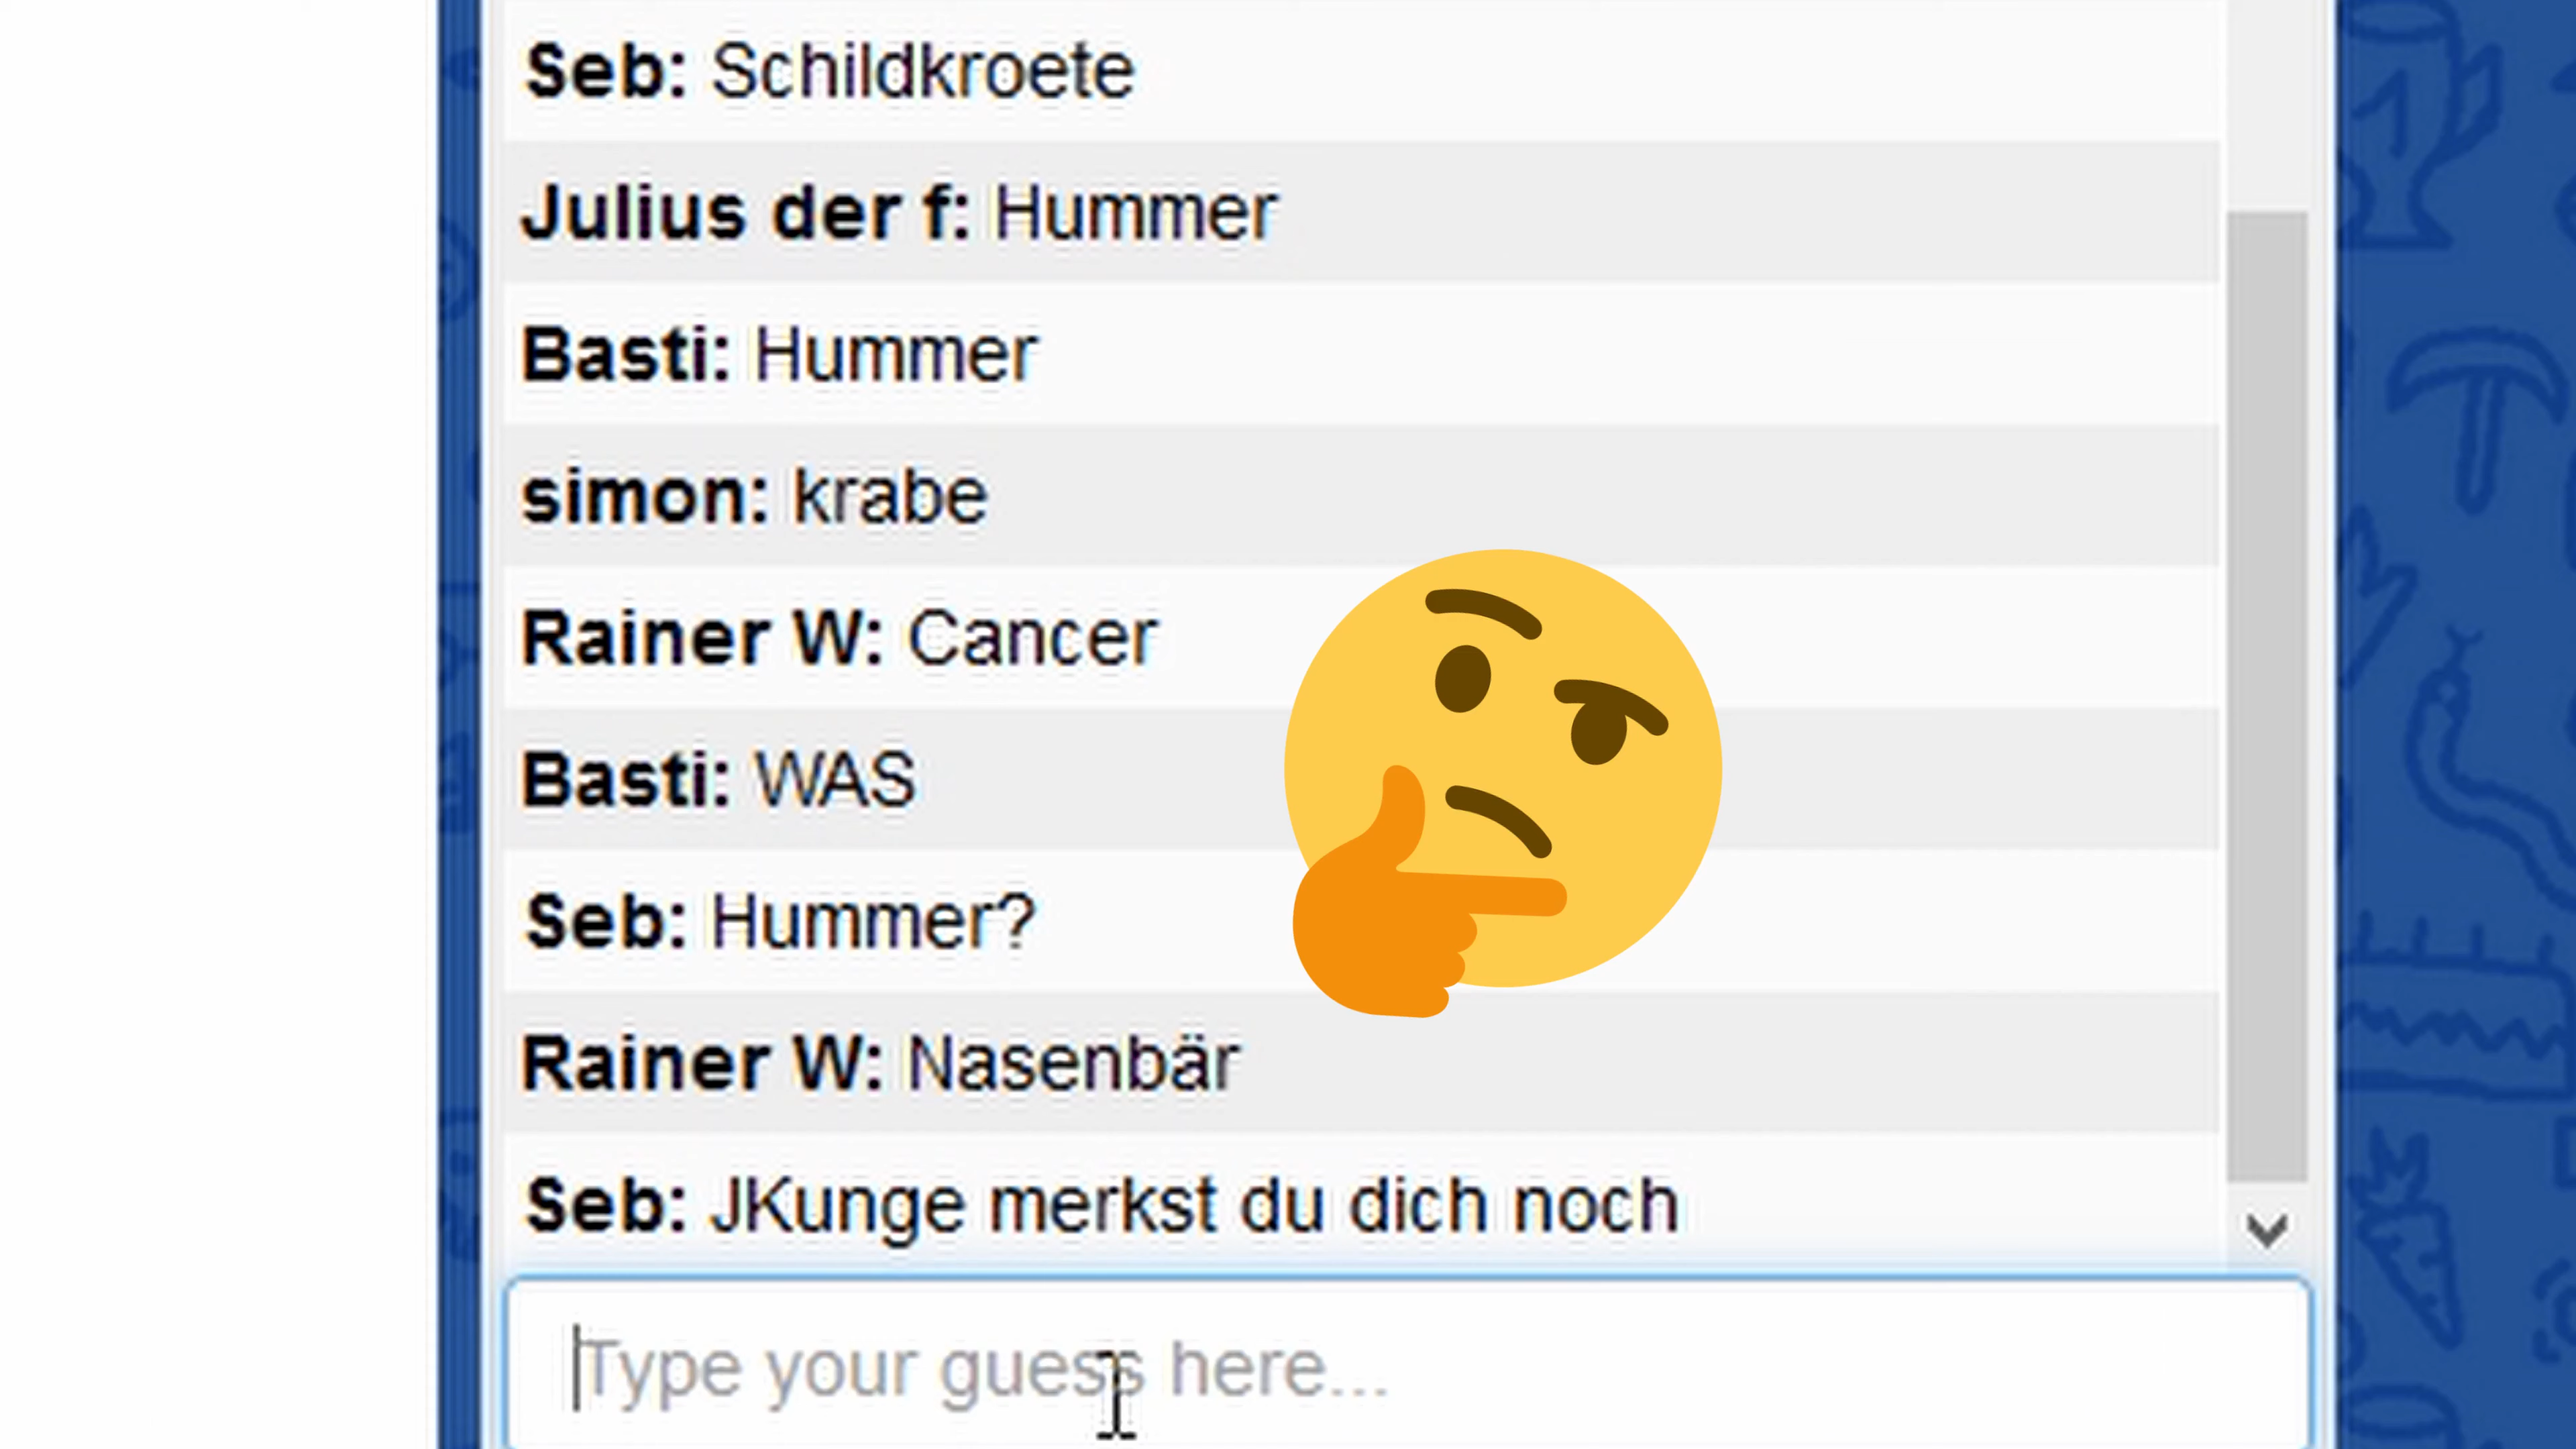 Seb: Schildkroete
Julius der f: Hummer
Basti: Hummer
simon: krabe
Rainer W: Cancer
Basti: WAS
Seb: Hummer?
Rainer W: Nasenbär
Seb: JKunge merkst du dich noch
Type your guess here...